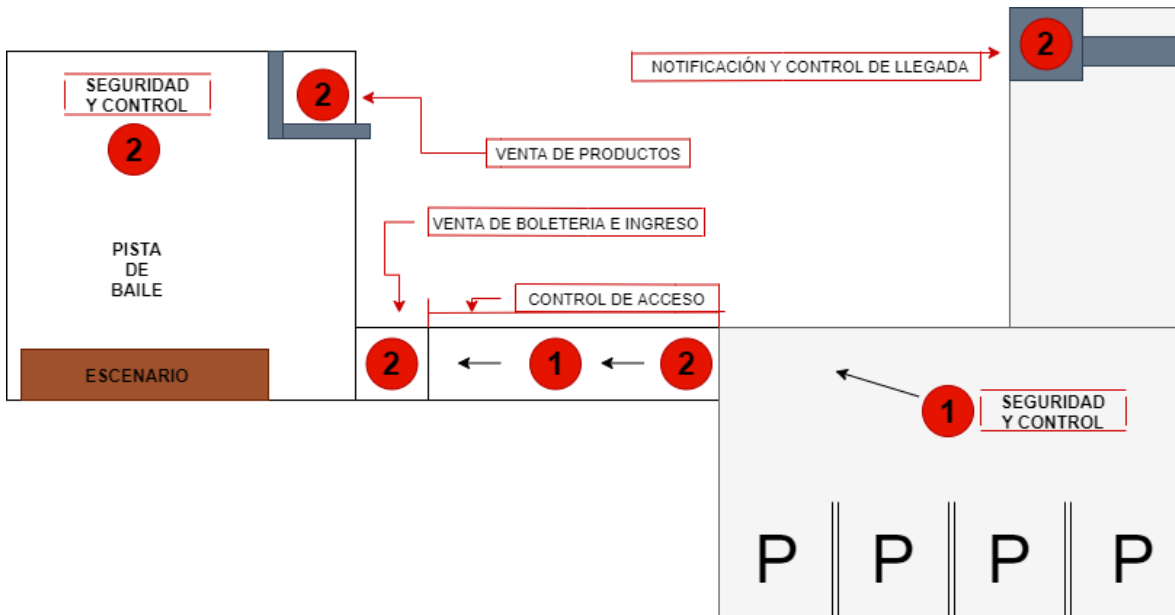 2
NOTIFICACIÓN Y CONTROL DE LLEGADA
SEGURIDAD
Y CONTROL
2
2
VENTA DE PRODUCTOS
VENTA DE BOLETERIA E INGRESO
PISTA
DE
BAILE
CONTROL DE ACCESO
ESCENARIO
2
1
2
1
SEGURIDAD
Y CONTROL
P
P
P
P